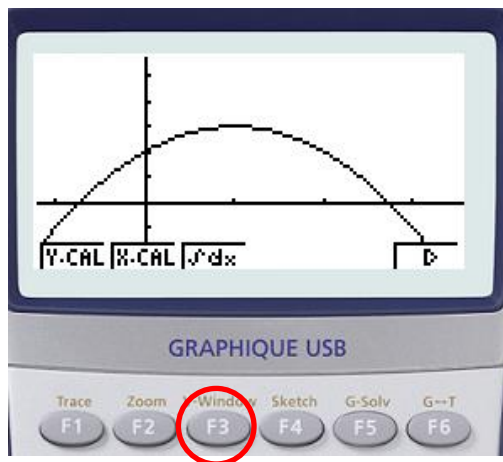 Y-CAL X-CAL ∫dx ▷
GRAPHIQUE USB
Trace Zoom V-Window Sketch G-Solv G↔T
F1 F2 F3 F4 F5 F6